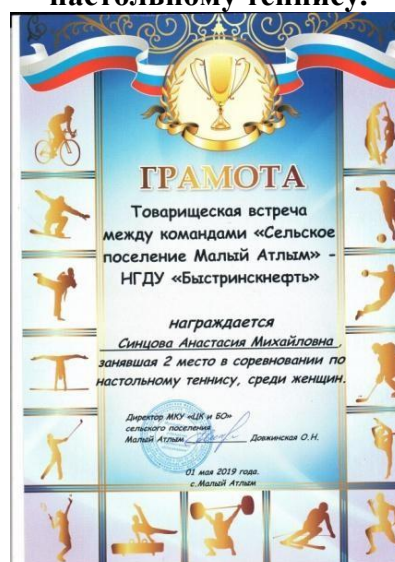 настольному теннису.
ГРАМОТА
Товарищеская встреча
между командами «Сельское
поселение Малый Атлым» -
НГДУ «Быстринскнефть»
награждается
Синцова Анастасия Михайловна,
занявшая 2 место в соревновании по
настольному теннису, среди женщин.
Директор МКУ «ЦК и БО»
сельского поселения
Малый Атлым Довжинская О.Н.
01 мая 2019 года.
с.Малый Атлым